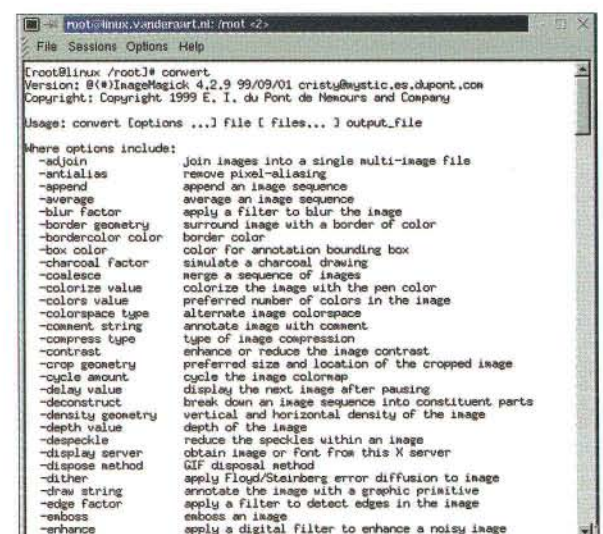 root@linux.vanderaart.nl: /root <2>
File Sessions Options Help
[root@linux /root]# convert
Version: @(#)ImageMagick 4.2.9 99/09/01 cristy@mystic.es.dupont.com
Copyright: Copyright 1999 E. I. du Pont de Nemours and Company
Usage: convert [options ...] file [ files... ] output_file
Where options include:
-adjoin join images into a single multi-image file
-antialias remove pixel-aliasing
-append append an image sequence
-average average an image sequence
-blur factor apply a filter to blur the image
-border geometry surround image with a border of color
-bordercolor color border color
-box color color for annotation bounding box
-charcoal factor simulate a charcoal drawing
-coalesce merge a sequence of images
-colorize value colorize the image with the pen color
-colors value preferred number of colors in the image
-colorspace type alternate image colorspace
-comment string annotate image with comment
-compress type type of image compression
-contrast enhance or reduce the image contrast
-crop geometry preferred size and location of the cropped image
-cycle amount cycle the image colormap
-delay value display the next image after pausing
-deconstruct break down an image sequence into constituent parts
-density geometry vertical and horizontal density of the image
-depth value depth of the image
-despeckle reduce the speckles within an image
-display server obtain image or font from this X server
-dispose method GIF disposal method
-dither apply Floyd/Steinberg error diffusion to image
-draw string annotate the image with a graphic primitive
-edge factor apply a filter to detect edges in the image
-emboss emboss an image
-enhance apply a digital filter to enhance a noisy image